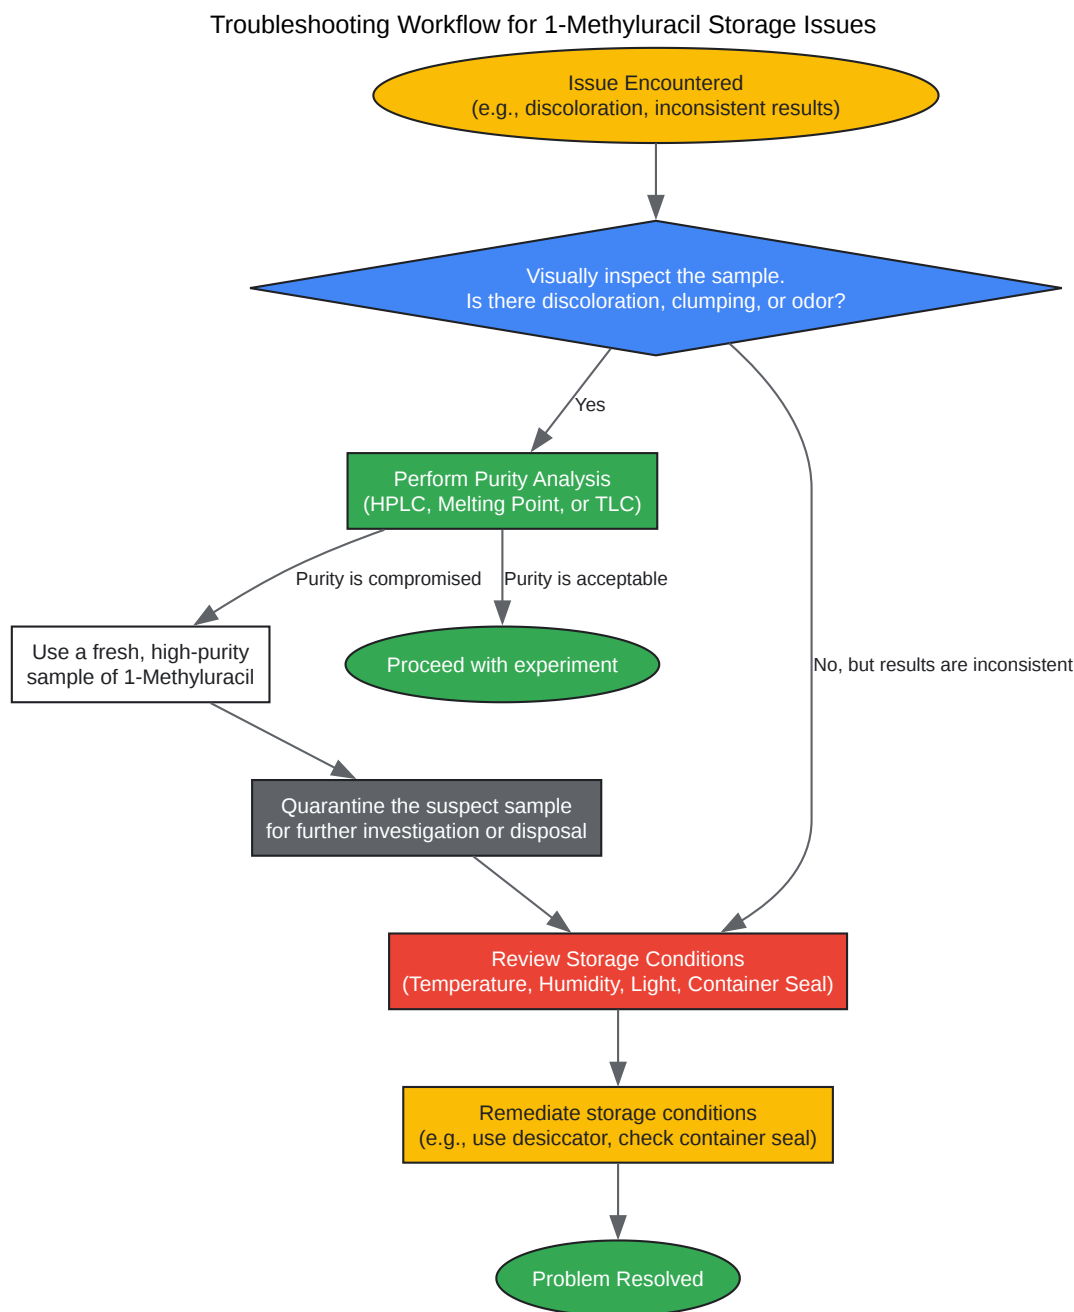 Troubleshooting Workflow for 1-Methyluracil Storage Issues
Issue Encountered
(e.g., discoloration, inconsistent results)
Visually inspect the sample.
Is there discoloration, clumping, or odor?
Yes
Perform Purity Analysis
(HPLC, Melting Point, or TLC)
Purity is compromised
Purity is acceptable
Use a fresh, high-purity
sample of 1-Methyluracil
Proceed with experiment
No, but results are inconsistent
Quarantine the suspect sample
for further investigation or disposal
Review Storage Conditions
(Temperature, Humidity, Light, Container Seal)
Remediate storage conditions
(e.g., use desiccator, check container seal)
Problem Resolved